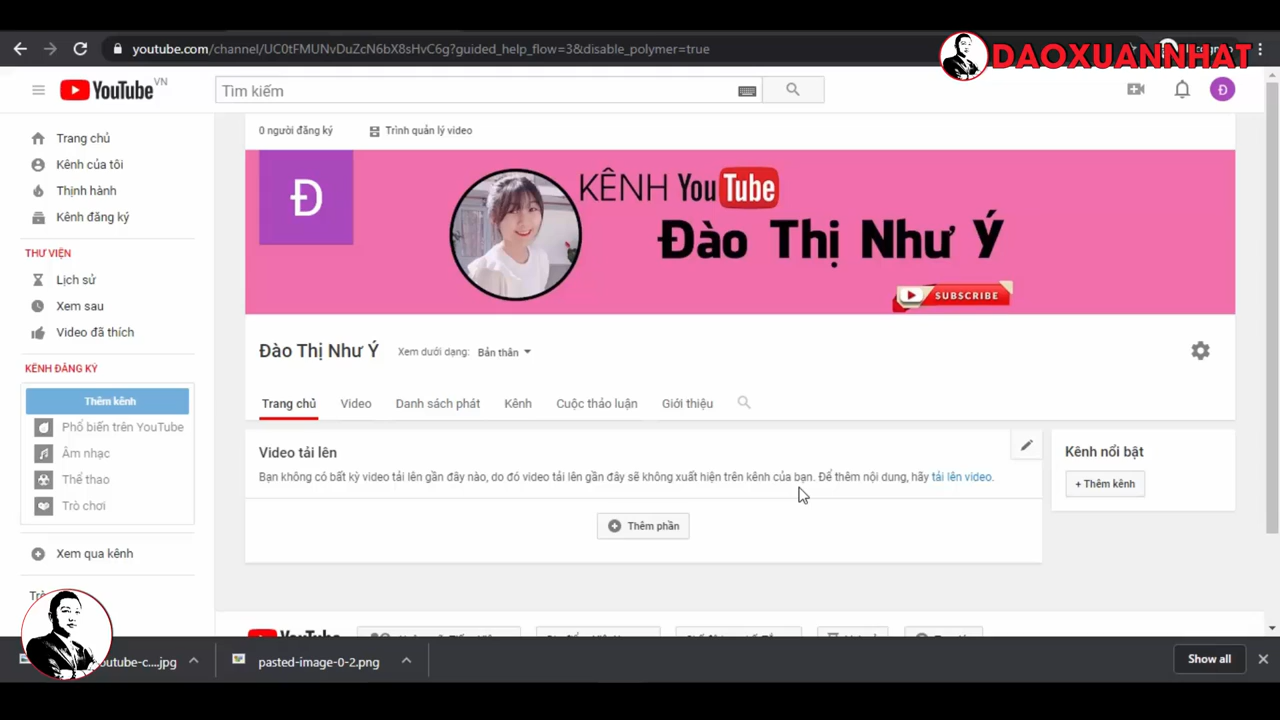 youtube.com/channel/UC0tFMUNvDuZcN6bX8sHvC6g?guided_help_flow=3&disable_polymer=true
DAOXUANNHAT
YouTube VN
Tìm kiếm
Đ
Trang chủ
Kênh của tôi
Thịnh hành
Kênh đăng ký
THƯ VIỆN
Lịch sử
Xem sau
Video đã thích
KÊNH ĐĂNG KÝ
Thêm kênh
Phổ biến trên YouTube
Âm nhạc
Thể thao
Trò chơi
Xem qua kênh
0 người đăng ký
Trình quản lý video
Đ
KÊNH YouTube
Đào Thị Như Ý
SUBSCRIBE
Đào Thị Như Ý
Xem dưới dạng: Bản thân
Trang chủ Video Danh sách phát Kênh Cuộc thảo luận Giới thiệu
Video tải lên
Bạn không có bất kỳ video tải lên gần đây nào, do đó video tải lên gần đây sẽ không xuất hiện trên kênh của bạn. Để thêm nội dung, hãy tải lên video.
Thêm phần
Kênh nổi bật
+ Thêm kênh
YouTube
outube-c....jpg
pasted-image-0-2.png
Show all